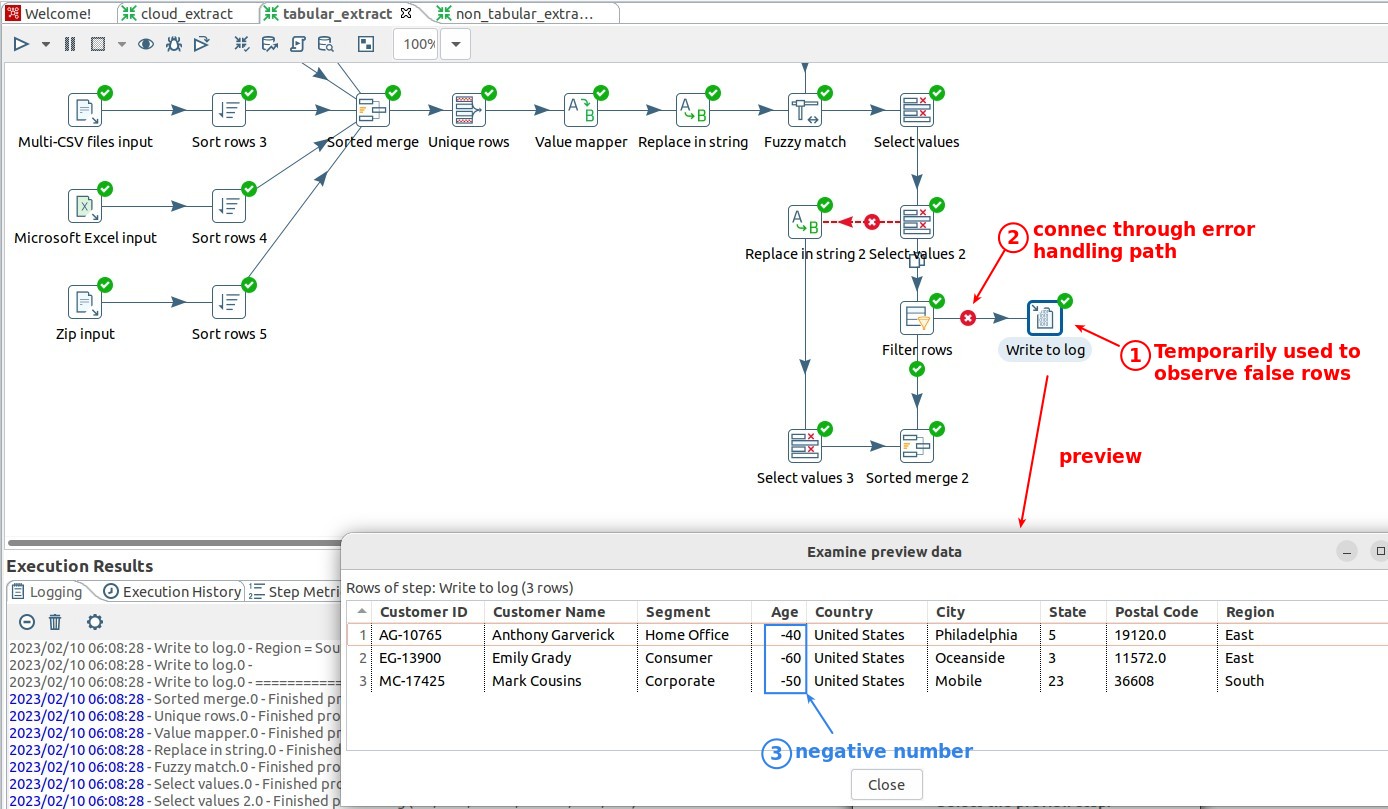 Welcome!
cloud_extract
tabular_extract
non_tabular_extra...
100%
Multi-CSV files input
Sort rows 3
Sorted merge
Unique rows
Value mapper
Replace in string
Fuzzy match
Select values
Microsoft Excel input
Sort rows 4
Replace in string 2
Select values 2
② connec through error
handling path
Zip input
Sort rows 5
Filter rows
Write to log
① Temporarily used to
observe false rows
preview
Select values 3
Sorted merge 2
Execution Results
Logging
Execution History
Step Metri
2023/02/10 06:08:28 - Write to log.0 - Region = Sou
2023/02/10 06:08:28 - Write to log.0 -
2023/02/10 06:08:28 - Write to log.0 - ===========
2023/02/10 06:08:28 - Sorted merge.0 - Finished pr
2023/02/10 06:08:28 - Unique rows.0 - Finished pro
2023/02/10 06:08:28 - Value mapper.0 - Finished pr
2023/02/10 06:08:28 - Replace in string.0 - Finished
2023/02/10 06:08:28 - Fuzzy match.0 - Finished pro
2023/02/10 06:08:28 - Select values.0 - Finished pr
2023/02/10 06:08:28 - Select values 2.0 - Finished p
Examine preview data
Rows of step: Write to log (3 rows)
Customer ID Customer Name Segment Age Country City State Postal Code Region
1 AG-10765 Anthony Garverick Home Office -40 United States Philadelphia 5 19120.0 East
2 EG-13900 Emily Grady Consumer -60 United States Oceanside 3 11572.0 East
3 MC-17425 Mark Cousins Corporate -50 United States Mobile 23 36608 South
③ negative number
Close